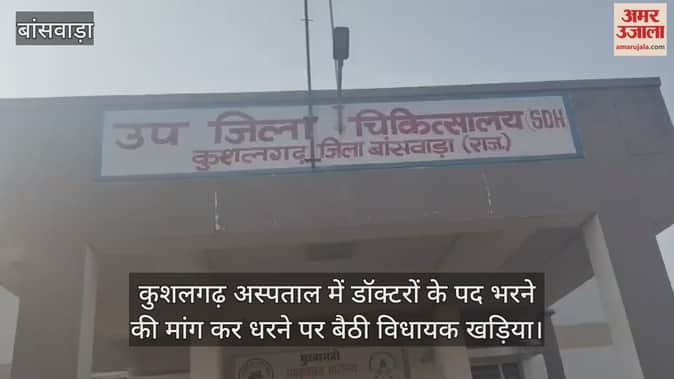 बांसवाड़ा
अमर
उजाला
amarujala.com
उप जिला चिकित्सालय (SDH
कुशलगढ़ जिला बांसवाड़ा (राज.)
कुशलगढ़ अस्पताल में डॉक्टरों के पद भरने
की मांग कर धरने पर बैठी विधायक खड़िया।
मुख्यमंत्री